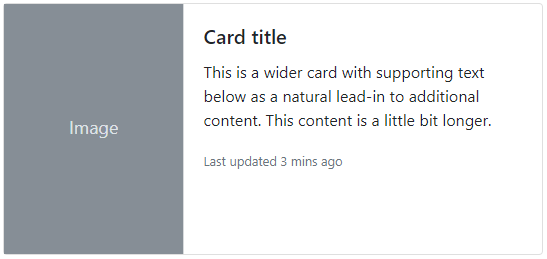 Image
Card title
This is a wider card with supporting text
below as a natural lead-in to additional
content. This content is a little bit longer.
Last updated 3 mins ago